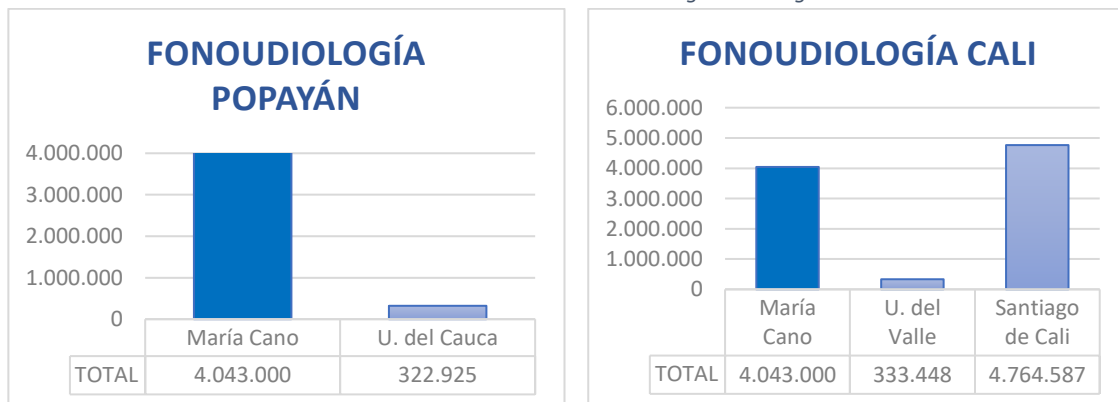 FONOUDIOLOGÍA
POPAYÁN
4.000.000
3.000.000
2.000.000
1.000.000
0
María Cano U. del Cauca
TOTAL 4.043.000 322.925
FONOUDIOLOGÍA CALI
6.000.000
5.000.000
4.000.000
3.000.000
2.000.000
1.000.000
0
María U. del Santiago
Cano Valle de Cali
TOTAL 4.043.000 333.448 4.764.587